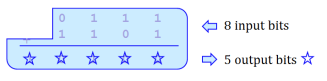 0 1 1 1
1 1 0 1
8 input bits
5 output bits